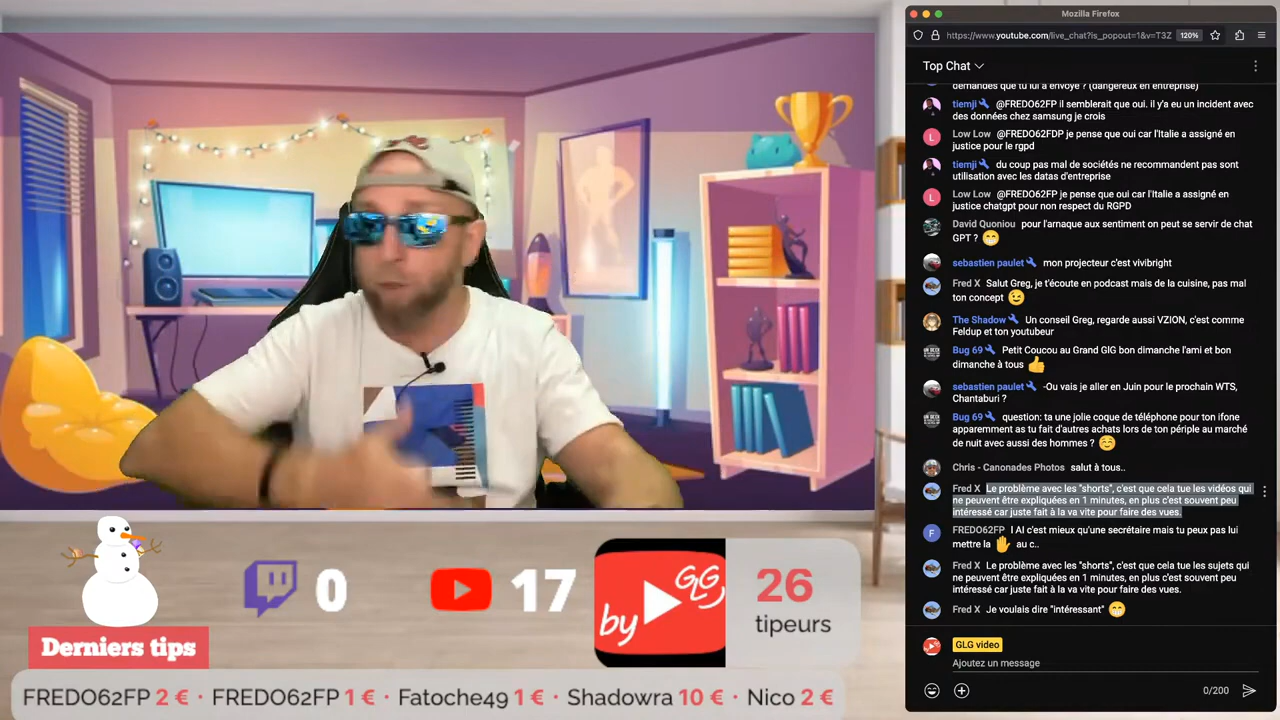 Mozilla Firefox
https://www.youtube.com/live_chat?is_popout=1&v=T3Z
120%
Top Chat
demandes que tu lui a envoyé ? (dangereux en entreprise)
tiemji @FREDO62FP il semblerait que oui. il y'a eu un incident avec
des données chez samsung je crois
Low Low @FREDO62FDP je pense que oui car l'Italie a assigné en
justice pour le rgpd
tiemji du coup pas mal de sociétés ne recommandent pas sont
utilisation avec les datas d'entreprise
Low Low @FREDO62FP je pense que oui car l'Italie a assigné en
justice chatgpt pour non respect du RGPD
David Quoniou pour l'arnaque aux sentiment on peut se servir de chat
GPT ? 😁
sebastien paulet mon projecteur c'est vivibright
Fred X Salut Greg, je t'écoute en podcast mais de la cuisine, pas mal
ton concept 😉
The Shadow Un conseil Greg, regarde aussi VZION, c'est comme
Feldup et ton youtubeur
Bug 69 Petit Coucou au Grand GIG bon dimanche l'ami et bon
dimanche à tous 👍
sebastien paulet -Ou vais je aller en Juin pour le prochain WTS,
Chantaburi ?
Bug 69 question: ta une jolie coque de téléphone pour ton ifone
apparemment as tu fait d'autres achats lors de ton périple au marché
de nuit avec aussi des hommes ? ☺️
Chris - Canonades Photos salut à tous..
Fred X Le problème avec les "shorts", c'est que cela tue les vidéos qui
ne peuvent être expliquées en 1 minutes, en plus c'est souvent peu
intéressé car juste fait à la va vite pour faire des vues.
FREDO62FP l AI c'est mieux qu'une secrétaire mais tu peux pas lui
mettre la ✋ au c..
Fred X Le problème avec les "shorts", c'est que cela tue les sujets qui
ne peuvent être expliquées en 1 minutes, en plus c'est souvent peu
intéressé car juste fait à la va vite pour faire des vues.
Fred X Je voulais dire "intéressant" 😁
GLG video
Ajoutez un message
0/200
0
17
by GLG
26
tipeurs
Derniers tips
FREDO62FP 2 € · FREDO62FP 1 € · Fatoche49 1 € · Shadowra 10 € · Nico 2 €